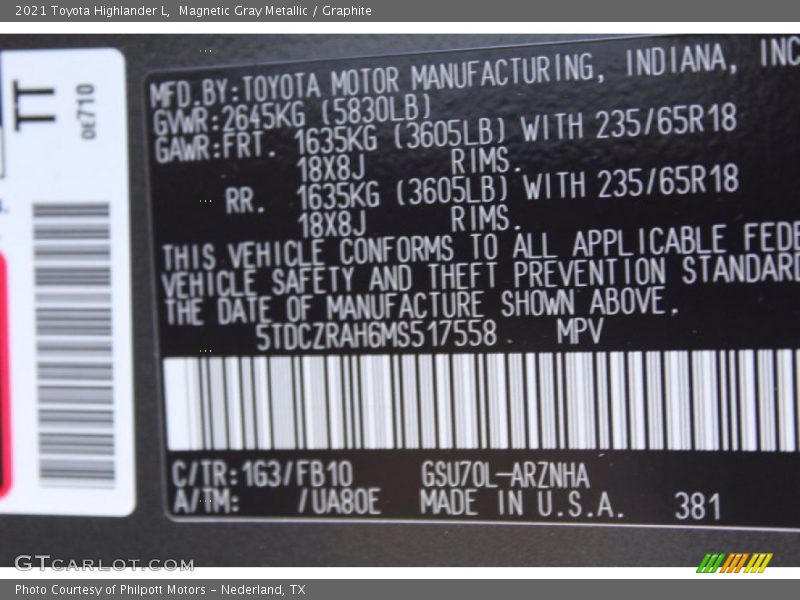 2021 Toyota Highlander L,  Magnetic Gray Metallic / Graphite
TT
0E710
MFD.BY:TOYOTA MOTOR MANUFACTURING, INDIANA, INC
GVWR:2645KG (5830LB)
GAWR:FRT. 1635KG (3605LB) WITH 235/65R18
18X8J RIMS.
RR. 1635KG (3605LB) WITH 235/65R18
18X8J RIMS.
THIS VEHICLE CONFORMS TO ALL APPLICABLE FEDE
VEHICLE SAFETY AND THEFT PREVENTION STANDARD
THE DATE OF MANUFACTURE SHOWN ABOVE.
5TDCZRAH6MS517558. MPV
C/TR:1G3/FB10 GSU70L-ARZNHA
A/TM: /UA80E MADE IN U.S.A. 381
GTCARLOT.COM
Photo Courtesy of Philpott Motors - Nederland, TX